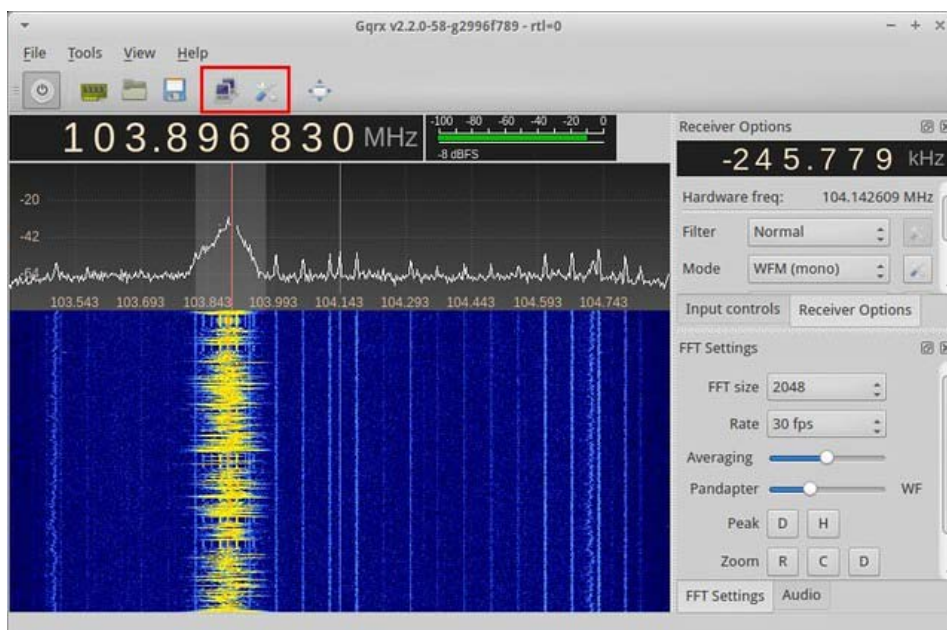 Gqrx v2.2.0-58-g2996f789 - rtl=0
File Tools View Help
103.896 830 MHz
-100 -80 -60 -40 -20 0
-8 dBFS
Receiver Options
-245.779 kHz
Hardware freq: 104.142609 MHz
Filter Normal
Mode WFM (mono)
Input controls Receiver Options
-20
-42
-64
103.543 103.693 103.843 103.993 104.143 104.293 104.443 104.593 104.743
FFT Settings
FFT size 2048
Rate 30 fps
Averaging
Pandapter WF
Peak D H
Zoom R C D
FFT Settings Audio